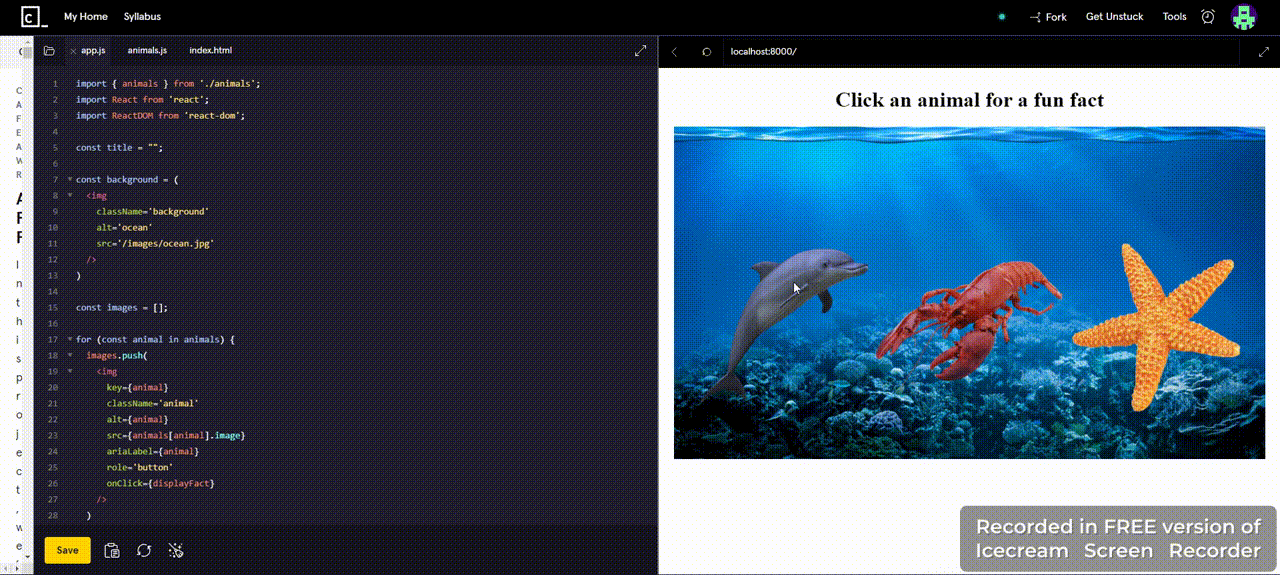 C
My Home
Syllabus
Fork
Get Unstuck
Tools
app.js
animals.js
index.html
localhost:8000/
C
A
F
E
A
W
R
A
F
F
I
n
t
h
i
s
p
r
o
j
e
c
t
,
w
e
1 import { animals } from './animals';
2 import React from 'react';
3 import ReactDOM from 'react-dom';
4
5 const title = "";
6
7 const background = (
8 <img
9 className='background'
10 alt='ocean'
11 src='/images/ocean.jpg'
12 />
13 )
14
15 const images = [];
16
17 for (const animal in animals) {
18 images.push(
19 <img
20 key={animal}
21 className='animal'
22 alt={animal}
23 src={animals[animal].image}
24 ariaLabel={animal}
25 role='button'
26 onClick={displayFact}
27 />
28 )
Save
Click an animal for a fun fact
Recorded in FREE version of
Icecream Screen Recorder